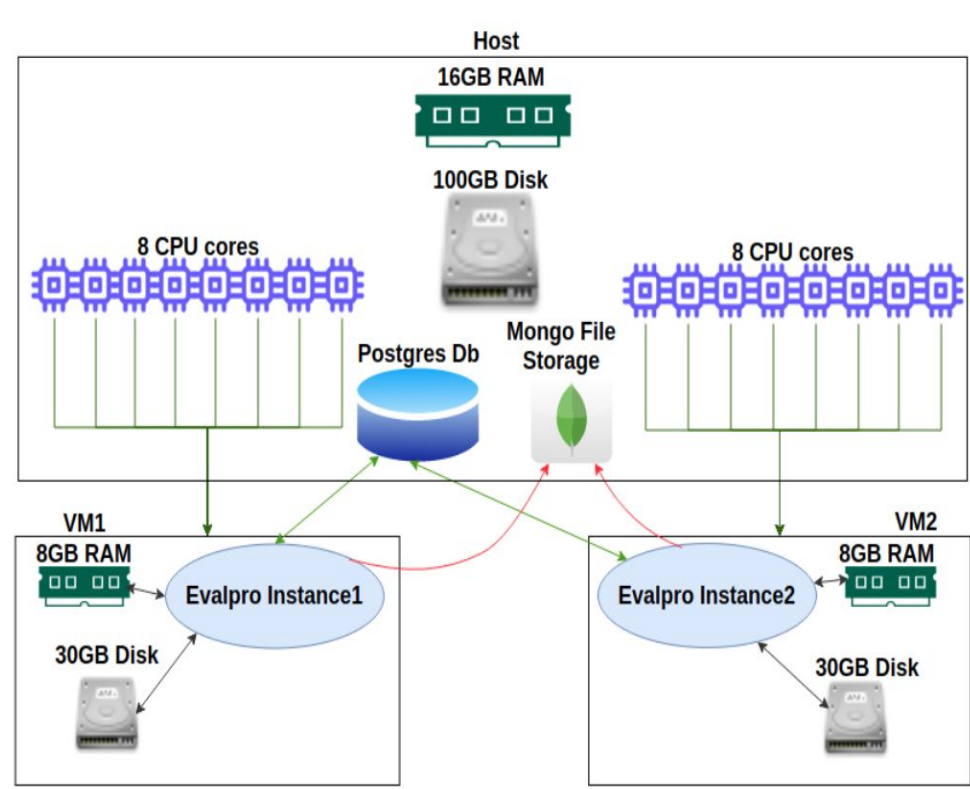 Host
16GB RAM
100GB Disk
8 CPU cores
8 CPU cores
Postgres Db
Mongo File
Storage
VM1
8GB RAM
Evalpro Instance1
30GB Disk
VM2
8GB RAM
Evalpro Instance2
30GB Disk